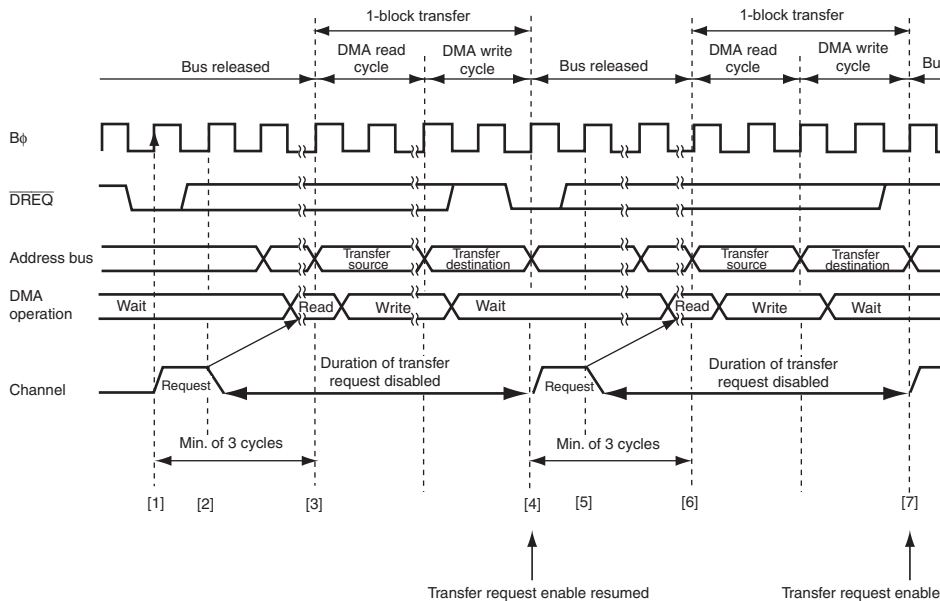 1-block transfer
1-block transfer
DMA read cycle
DMA write cycle
DMA read cycle
DMA write cycle
Bus released
Bus released
Bu
Bφ
DREQ
Address bus
Transfer source
Transfer destination
Transfer source
Transfer destination
DMA operation
Wait
Read
Write
Wait
Read
Write
Wait
Channel
Request
Duration of transfer request disabled
Request
Duration of transfer request disabled
Min. of 3 cycles
Min. of 3 cycles
[1]
[2]
[3]
[4]
[5]
[6]
[7]
Transfer request enable resumed
Transfer request enable